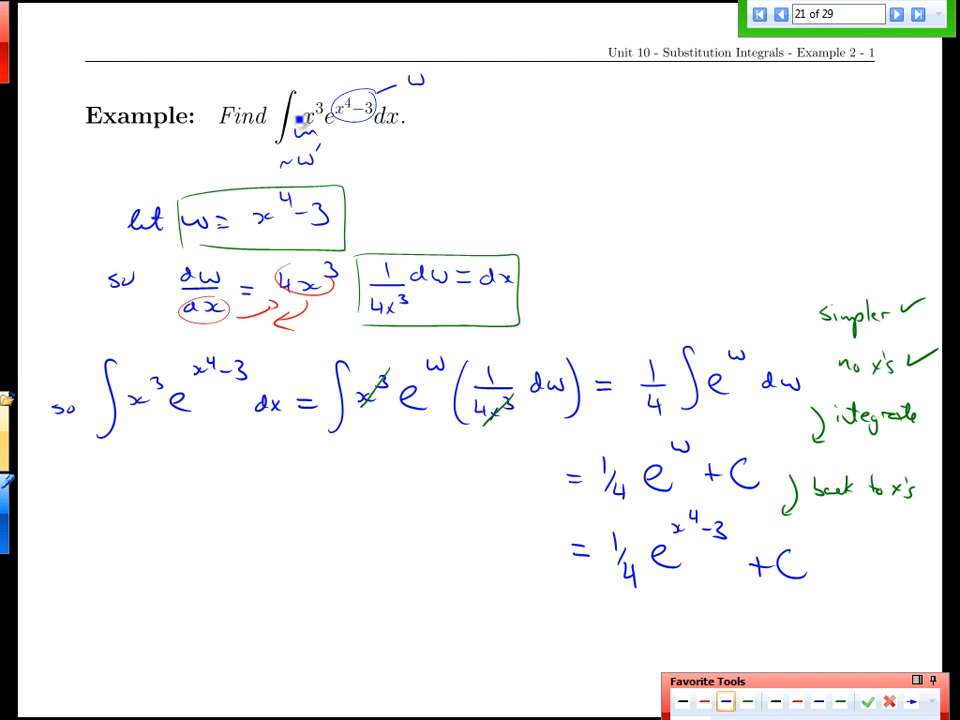 21 of 29
Unit 10 - Substitution Integrals - Example 2 - 1
w
Example: Find ∫ x³e^(x⁴−3) dx.
~w'
let w = x⁴ - 3
so dw/dx = 4x³ 1/(4x³) dw = dx
simpler ✓
no x's ✓
so ∫ x³ e^(x⁴-3) dx = ∫ x³ e^w (1/(4x³) dw) = 1/4 ∫ e^w dw
integrate
= 1/4 e^w + C
back to x's
= 1/4 e^(x⁴-3) + C
Favorite Tools